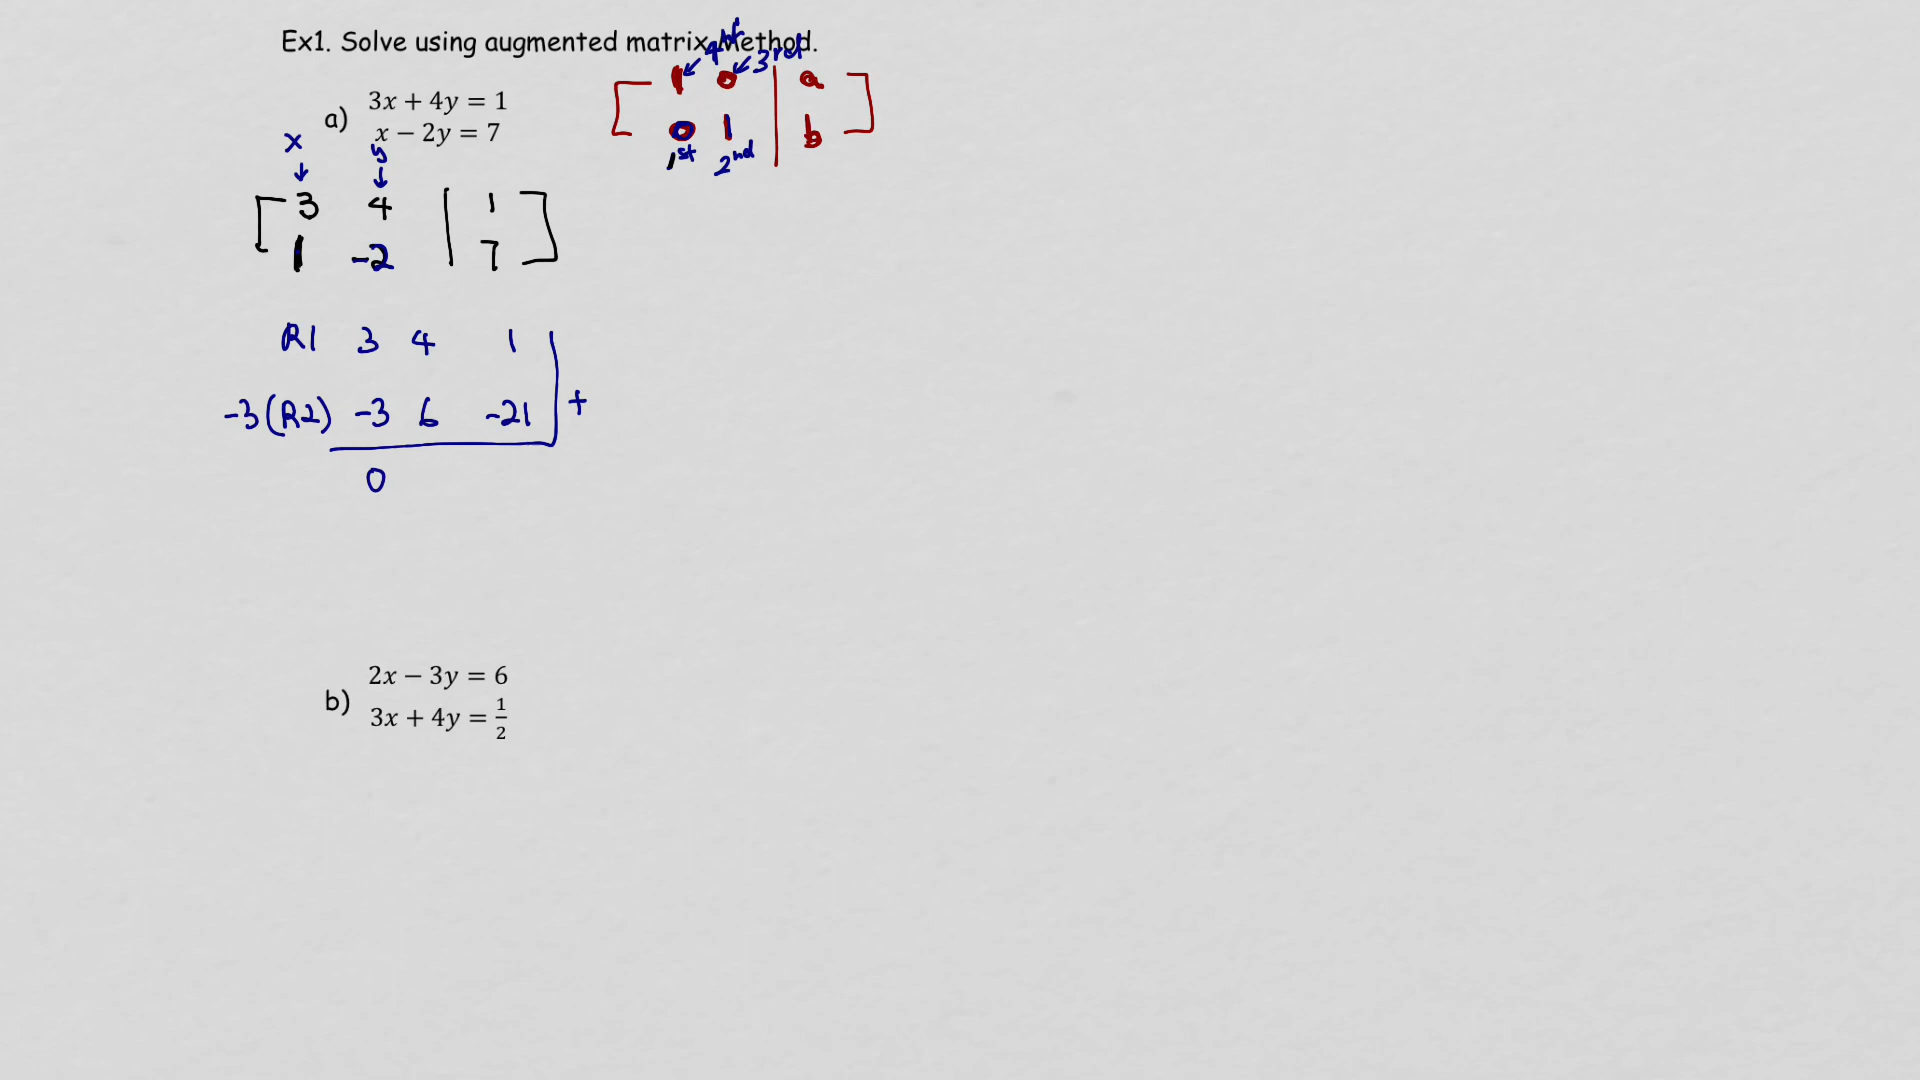 Ex1. Solve using augmented matrix method.
4th 3rd
1 0 | a
0 1 | b
1st 2nd
a) 3x + 4y = 1
x − 2y = 7
x y
[ 3 4 | 1 ]
1 -2 | 7
R1 3 4 1
-3(R2) -3 6 -21 +
0
b) 2x − 3y = 6
3x + 4y = 1/2